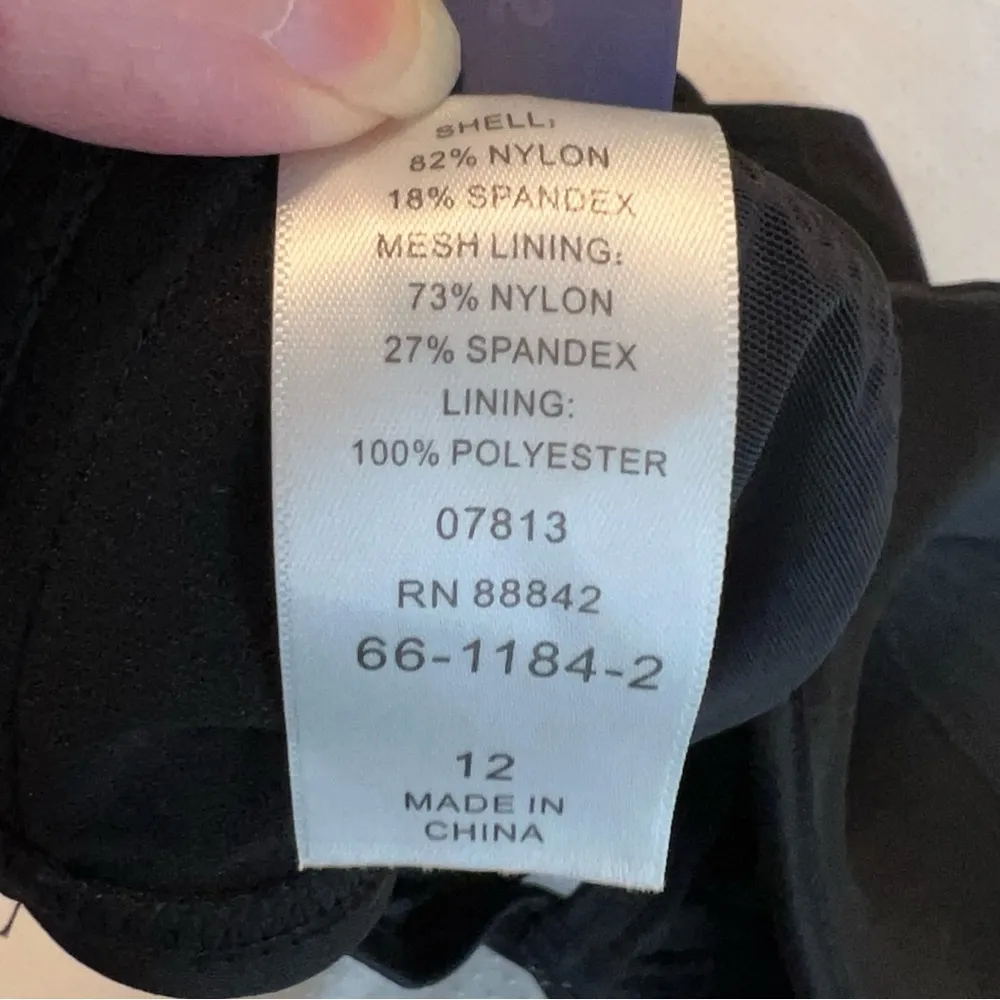 SHELL:
82% NYLON
18% SPANDEX
MESH LINING:
73% NYLON
27% SPANDEX
LINING:
100% POLYESTER
07813
RN 88842
66-1184-2
12
MADE IN
CHINA